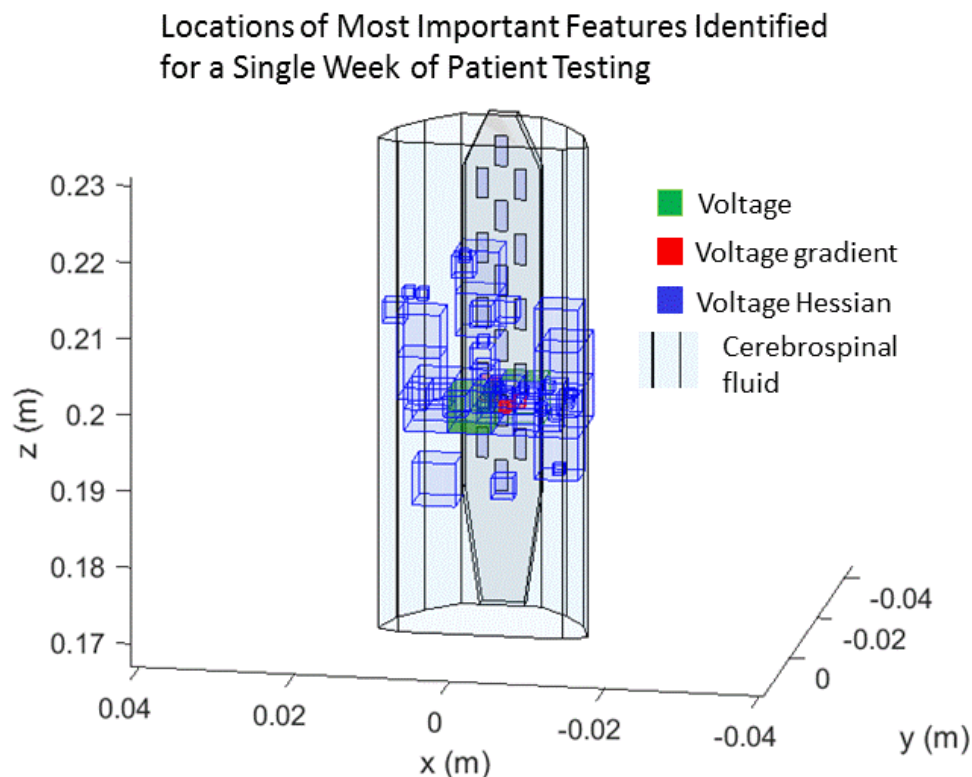 Locations of Most Important Features Identified
for a Single Week of Patient Testing
0.23
0.22
0.21
0.2
0.19
0.18
0.17
z (m)
Voltage
Voltage gradient
Voltage Hessian
Cerebrospinal
fluid
0.04
0.02
0
-0.02
-0.04
x (m)
-0.04
-0.02
0
y (m)